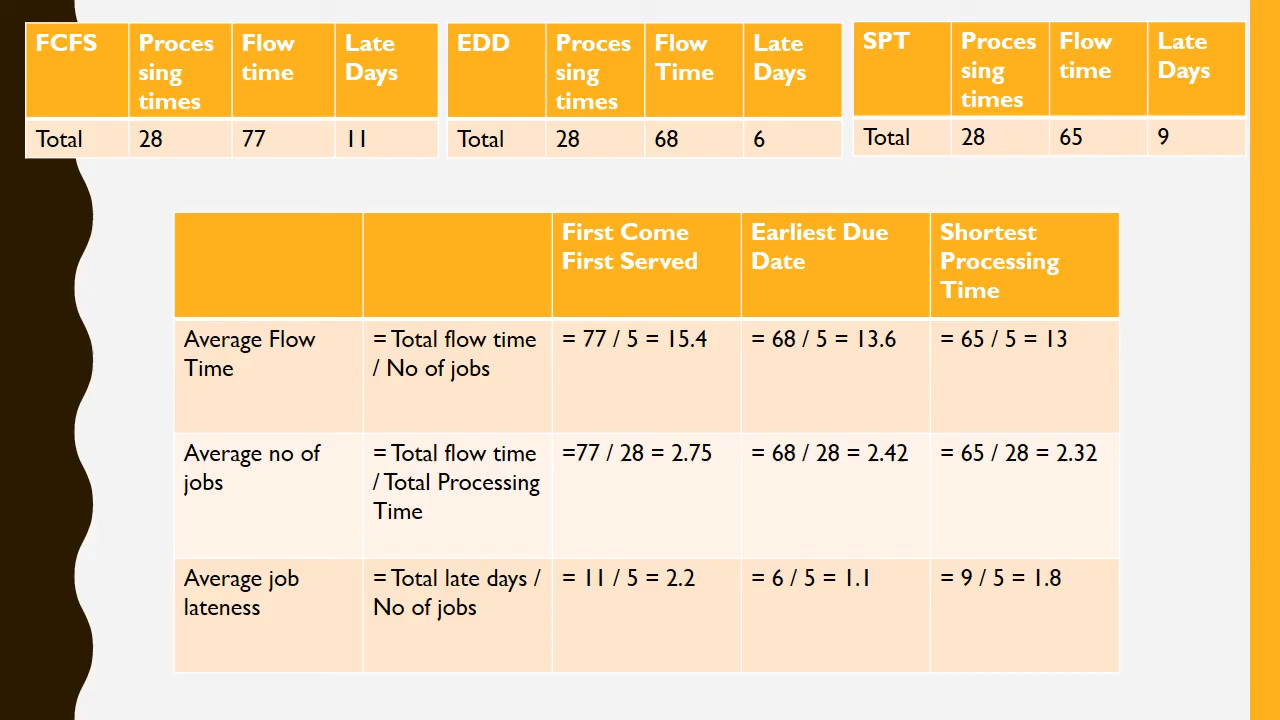 FCFS
Proces
sing
times
Flow
time
Late
Days
Total
28
77
11
EDD
Proces
sing
times
Flow
Time
Late
Days
Total
28
68
6
SPT
Proces
sing
times
Flow
time
Late
Days
Total
28
65
9
First Come
First Served
Earliest Due
Date
Shortest
Processing
Time
Average Flow
Time
= Total flow time
/ No of jobs
= 77 / 5 = 15.4
= 68 / 5 = 13.6
= 65 / 5 = 13
Average no of
jobs
= Total flow time
/ Total Processing
Time
=77 / 28 = 2.75
= 68 / 28 = 2.42
= 65 / 28 = 2.32
Average job
lateness
= Total late days /
No of jobs
= 11 / 5 = 2.2
= 6 / 5 = 1.1
= 9 / 5 = 1.8